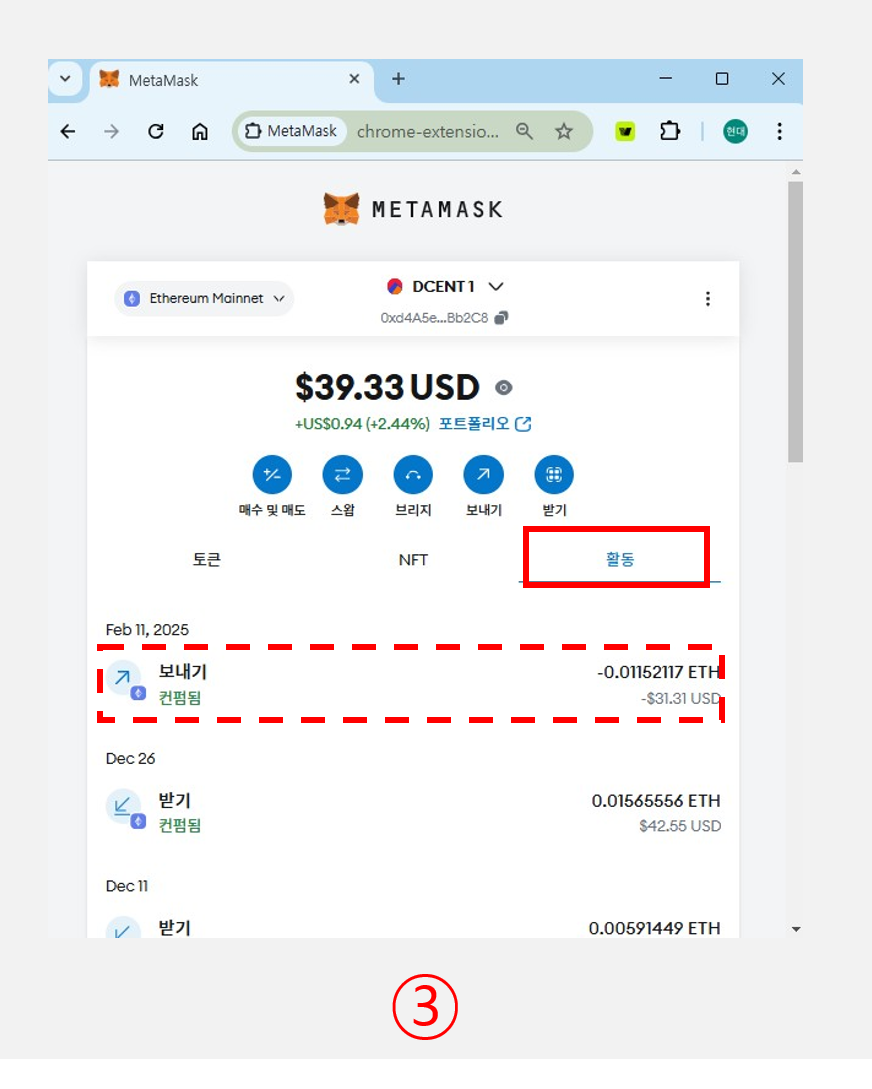 MetaMask
MetaMask chrome-extensio... 현대
METAMASK
Ethereum Mainnet
DCENT 1
0xd4A5e...Bb2C8
$39.33 USD
+US$0.94 (+2.44%) 포트폴리오
매수 및 매도 스왑 브리지 보내기 받기
토큰 NFT 활동
Feb 11, 2025
보내기 -0.01152117 ETH
컨펌됨 -$31.31 USD
Dec 26
받기 0.01565556 ETH
컨펌됨 $42.55 USD
Dec 11
받기 0.00591449 ETH
③